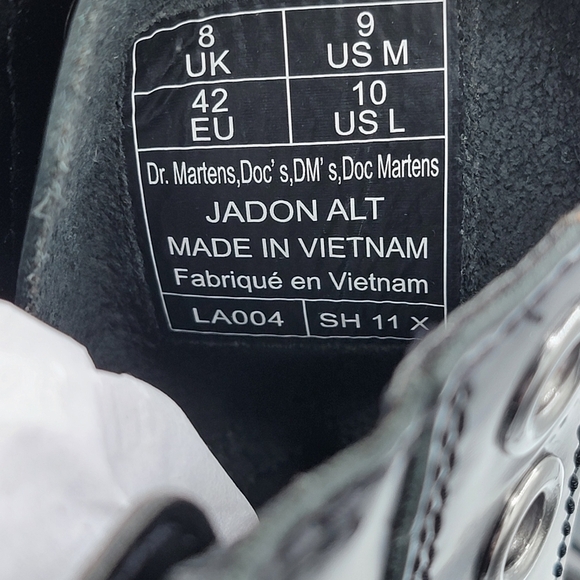 8 UK 9 US M
42 EU 10 US L
Dr. Martens,Doc's,DM's,Doc Martens
JADON ALT
MADE IN VIETNAM
Fabriqué en Vietnam
LA004 SH 11 X